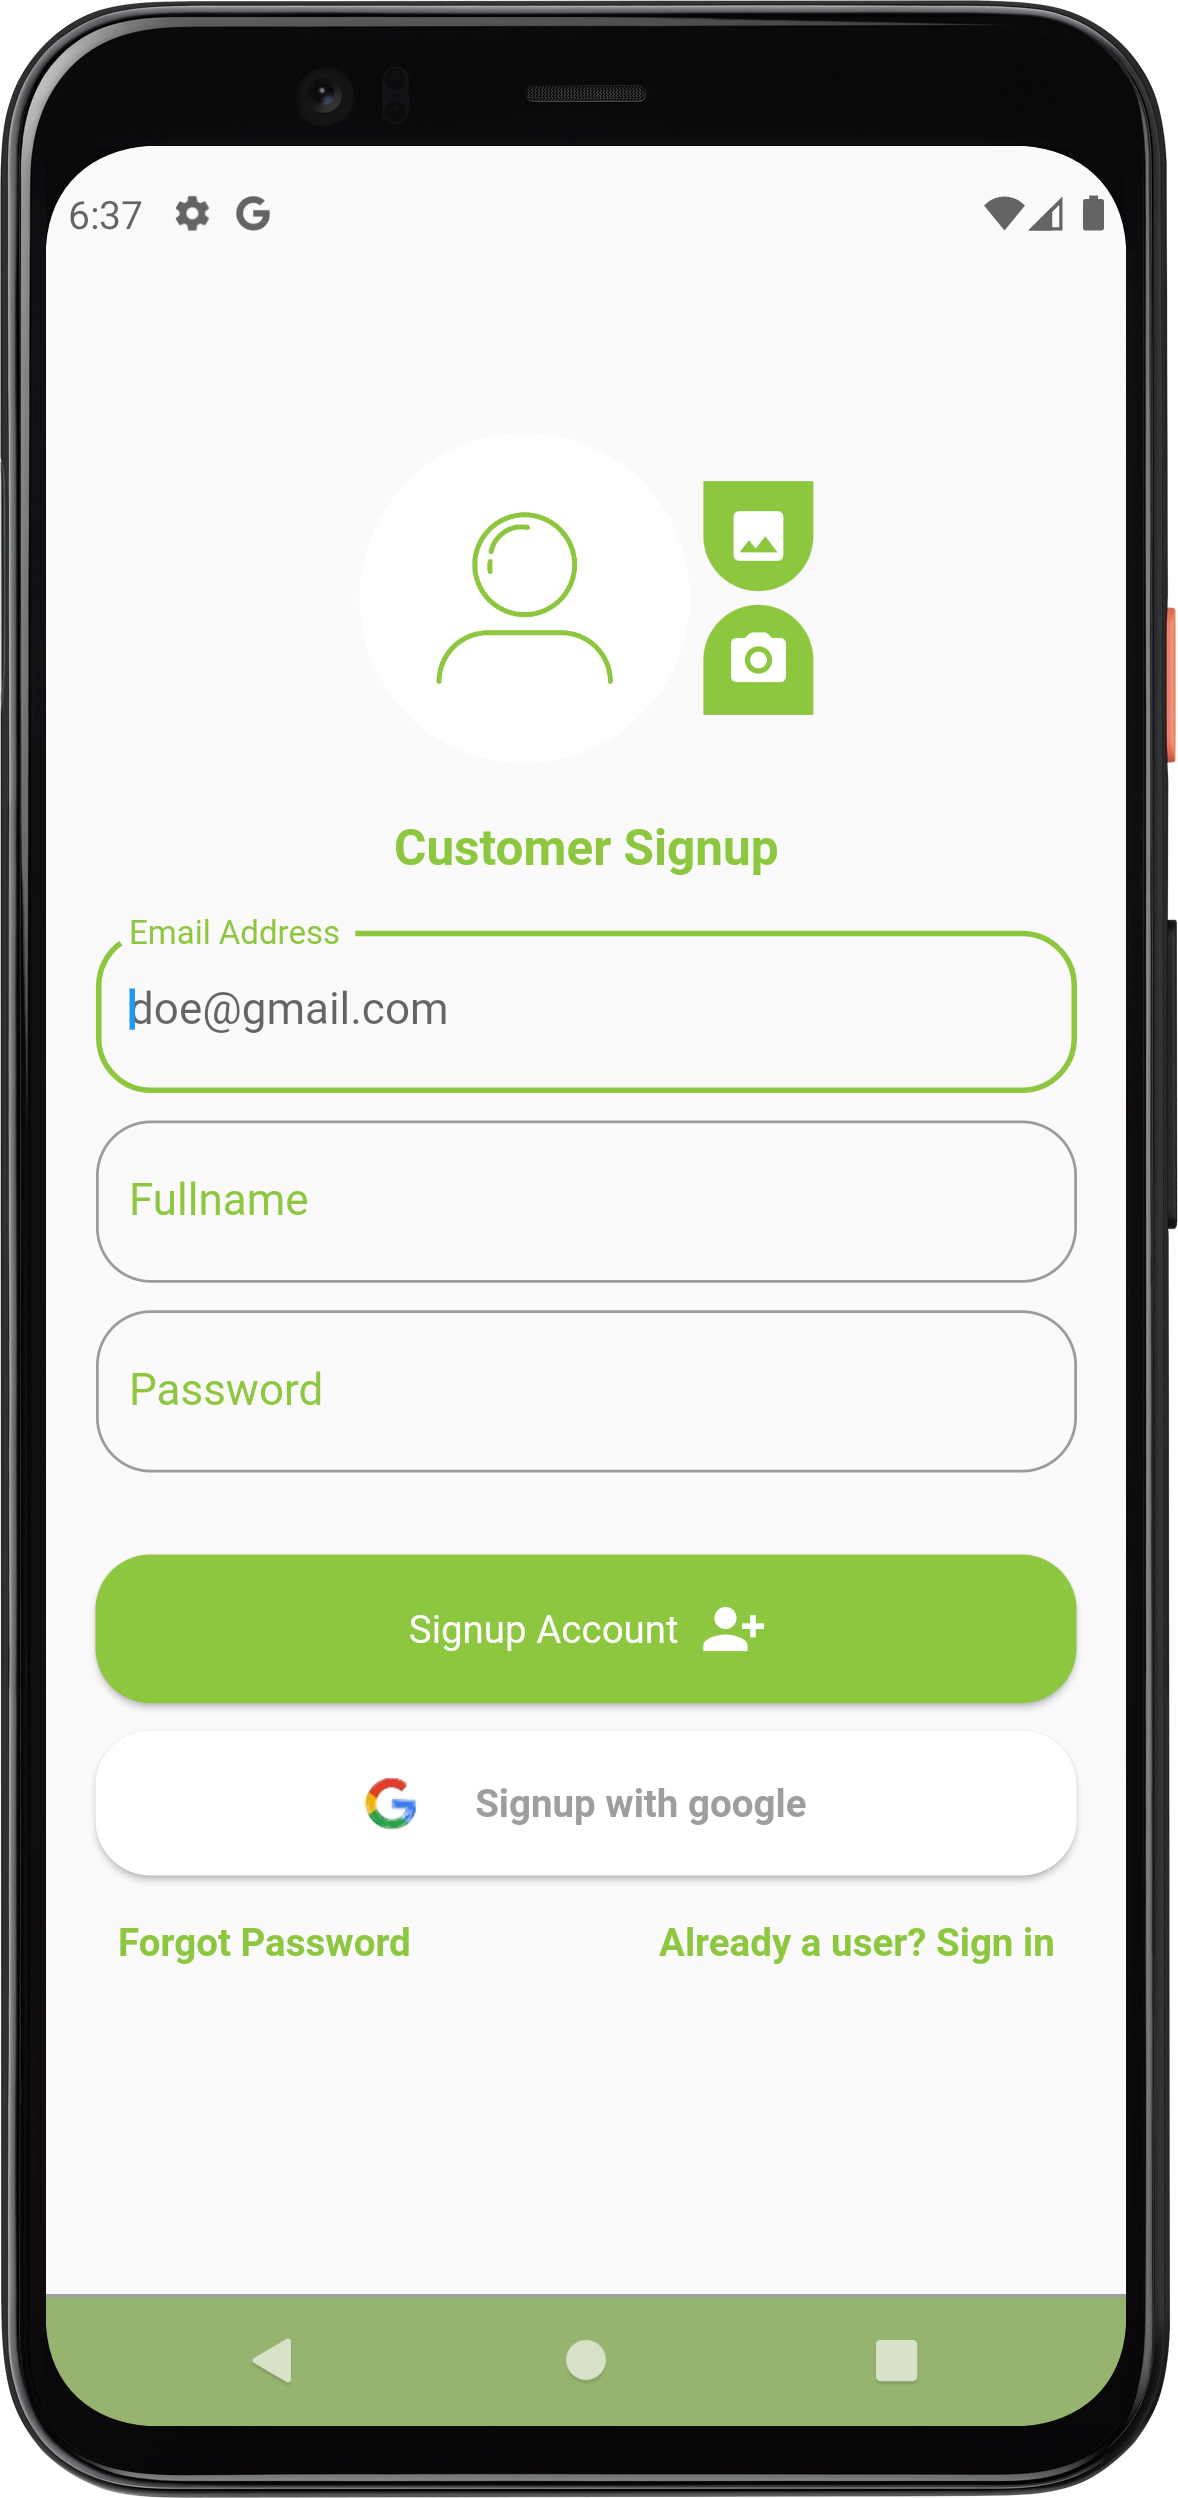 6:37
Customer Signup
Email Address
doe@gmail.com
Fullname
Password
Signup Account
Signup with google
Forgot Password
Already a user? Sign in